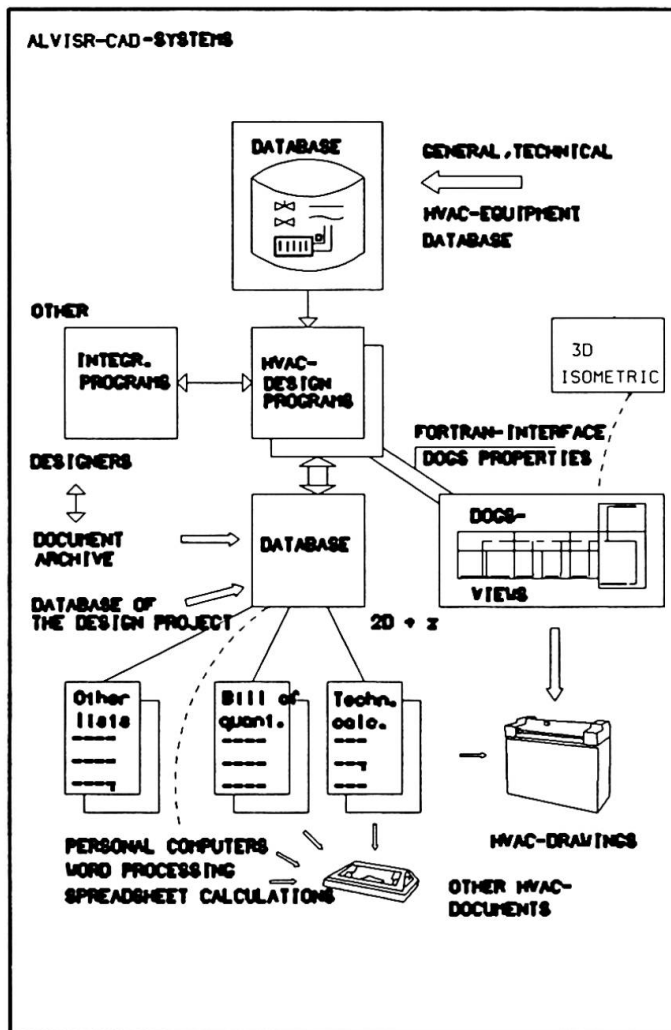 ALVISR-CAD-SYSTEMS
DATABASE
GENERAL, TECHNICAL
HVAC-EQUIPMENT
DATABASE
OTHER
INTEGR.
PROGRAMS
HVAC-
DESIGN
PROGRAMS
3D
ISOMETRIC
FORTRAN-INTERFACE
DOGS PROPERTIES
DESIGNERS
DOCUMENT
ARCHIVE
DATABASE
DOGS-
VIEWS
DATABASE OF
THE DESIGN PROJECT
2D + z
Other
lists
Bill of
quant.
Techn.
calc.
HVAC-DRAWINGS
PERSONAL COMPUTERS
WORD PROCESSING
SPREADSHEET CALCULATIONS
OTHER HVAC-
DOCUMENTS